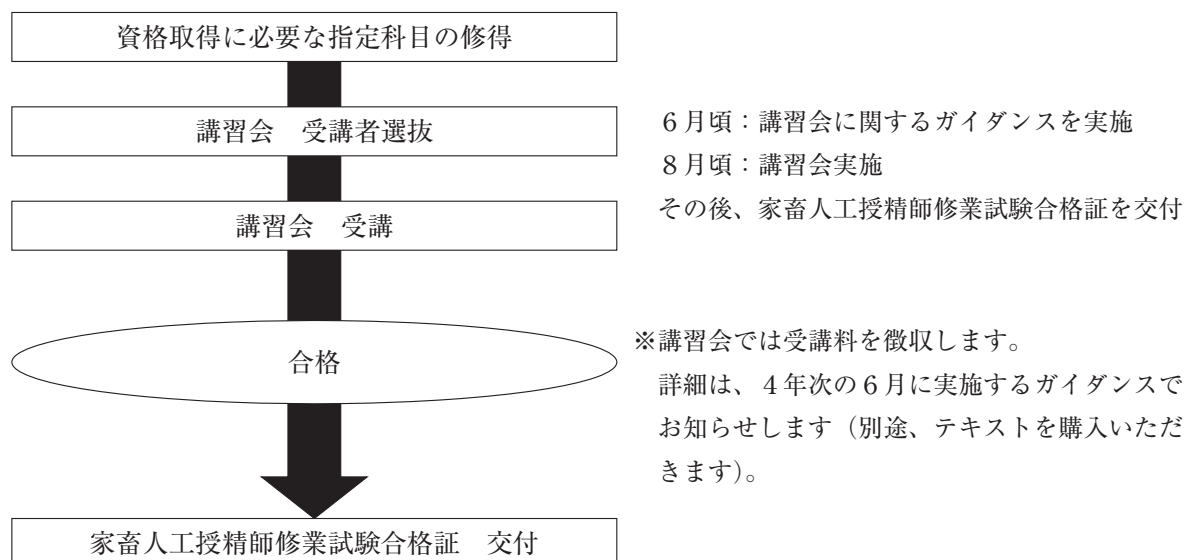 資格取得に必要な指定科目の修得
講習会　受講者選抜
講習会　受講
合格
家畜人工授精師修業試験合格証　交付
６月頃：講習会に関するガイダンスを実施
８月頃：講習会実施
その後、家畜人工授精師修業試験合格証を交付
※講習会では受講料を徴収します。
詳細は、４年次の６月に実施するガイダンスで
お知らせします（別途、テキストを購入いただ
きます）。